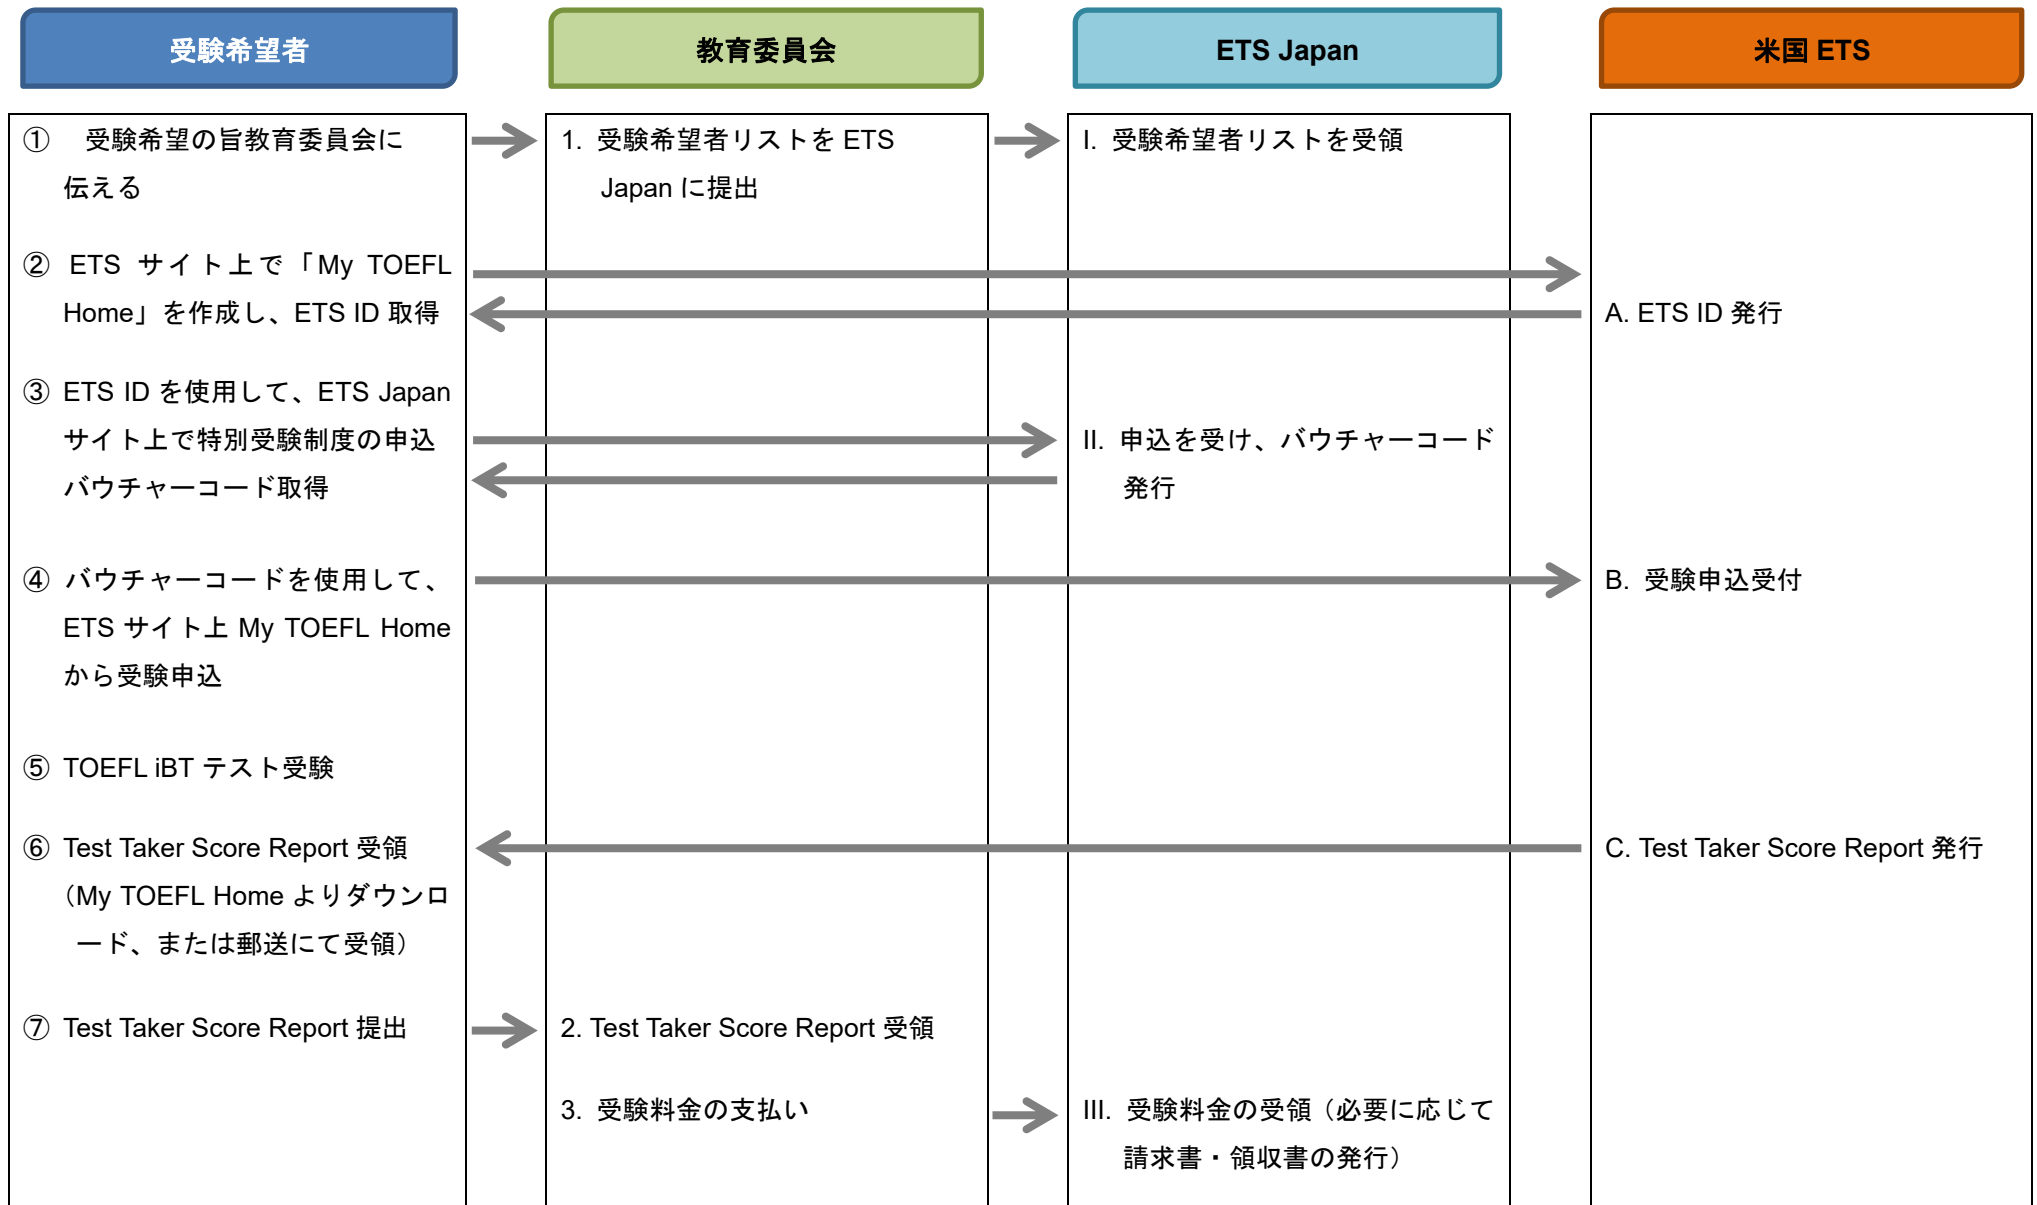 受験希望者
教育委員会
ETS Japan
米国 ETS
① 受験希望の旨教育委員会に
伝える
② ETS サイト上で「My TOEFL
Home」を作成し、ETS ID 取得
③ ETS ID を使用して、ETS Japan
サイト上で特別受験制度の申込
バウチャーコード取得
④ バウチャーコードを使用して、
ETS サイト上 My TOEFL Home
から受験申込
⑤ TOEFL iBT テスト受験
⑥ Test Taker Score Report 受領
（My TOEFL Home よりダウンロ
ード、または郵送にて受領）
⑦ Test Taker Score Report 提出
1. 受験希望者リストを ETS
Japan に提出
2. Test Taker Score Report 受領
3. 受験料金の支払い
I. 受験希望者リストを受領
II. 申込を受け、バウチャーコード
発行
III. 受験料金の受領（必要に応じて
請求書・領収書の発行）
A. ETS ID 発行
B. 受験申込受付
C. Test Taker Score Report 発行